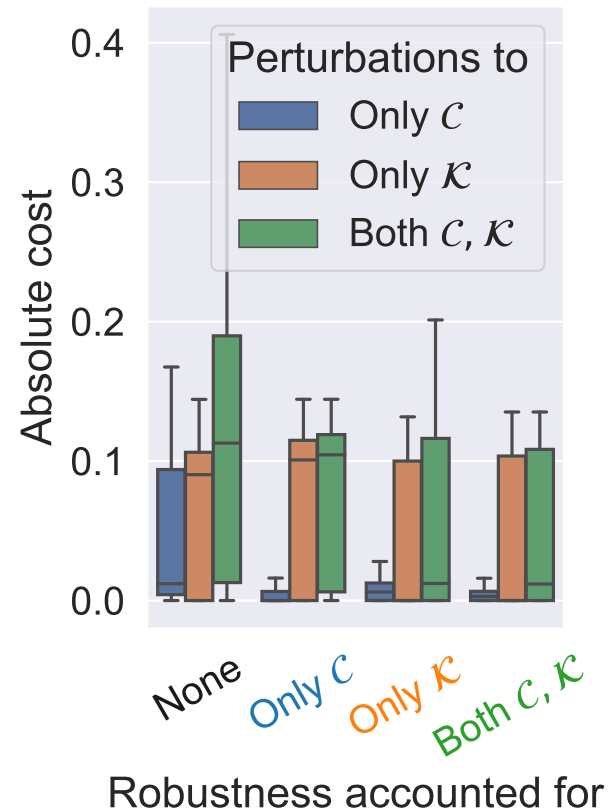 0.4
0.3
0.2
0.1
0.0
Absolute cost
Perturbations to
Only 𝒞
Only 𝒦
Both 𝒞, 𝒦
None
Only 𝒞
Only 𝒦
Both 𝒞, 𝒦
Robustness accounted for